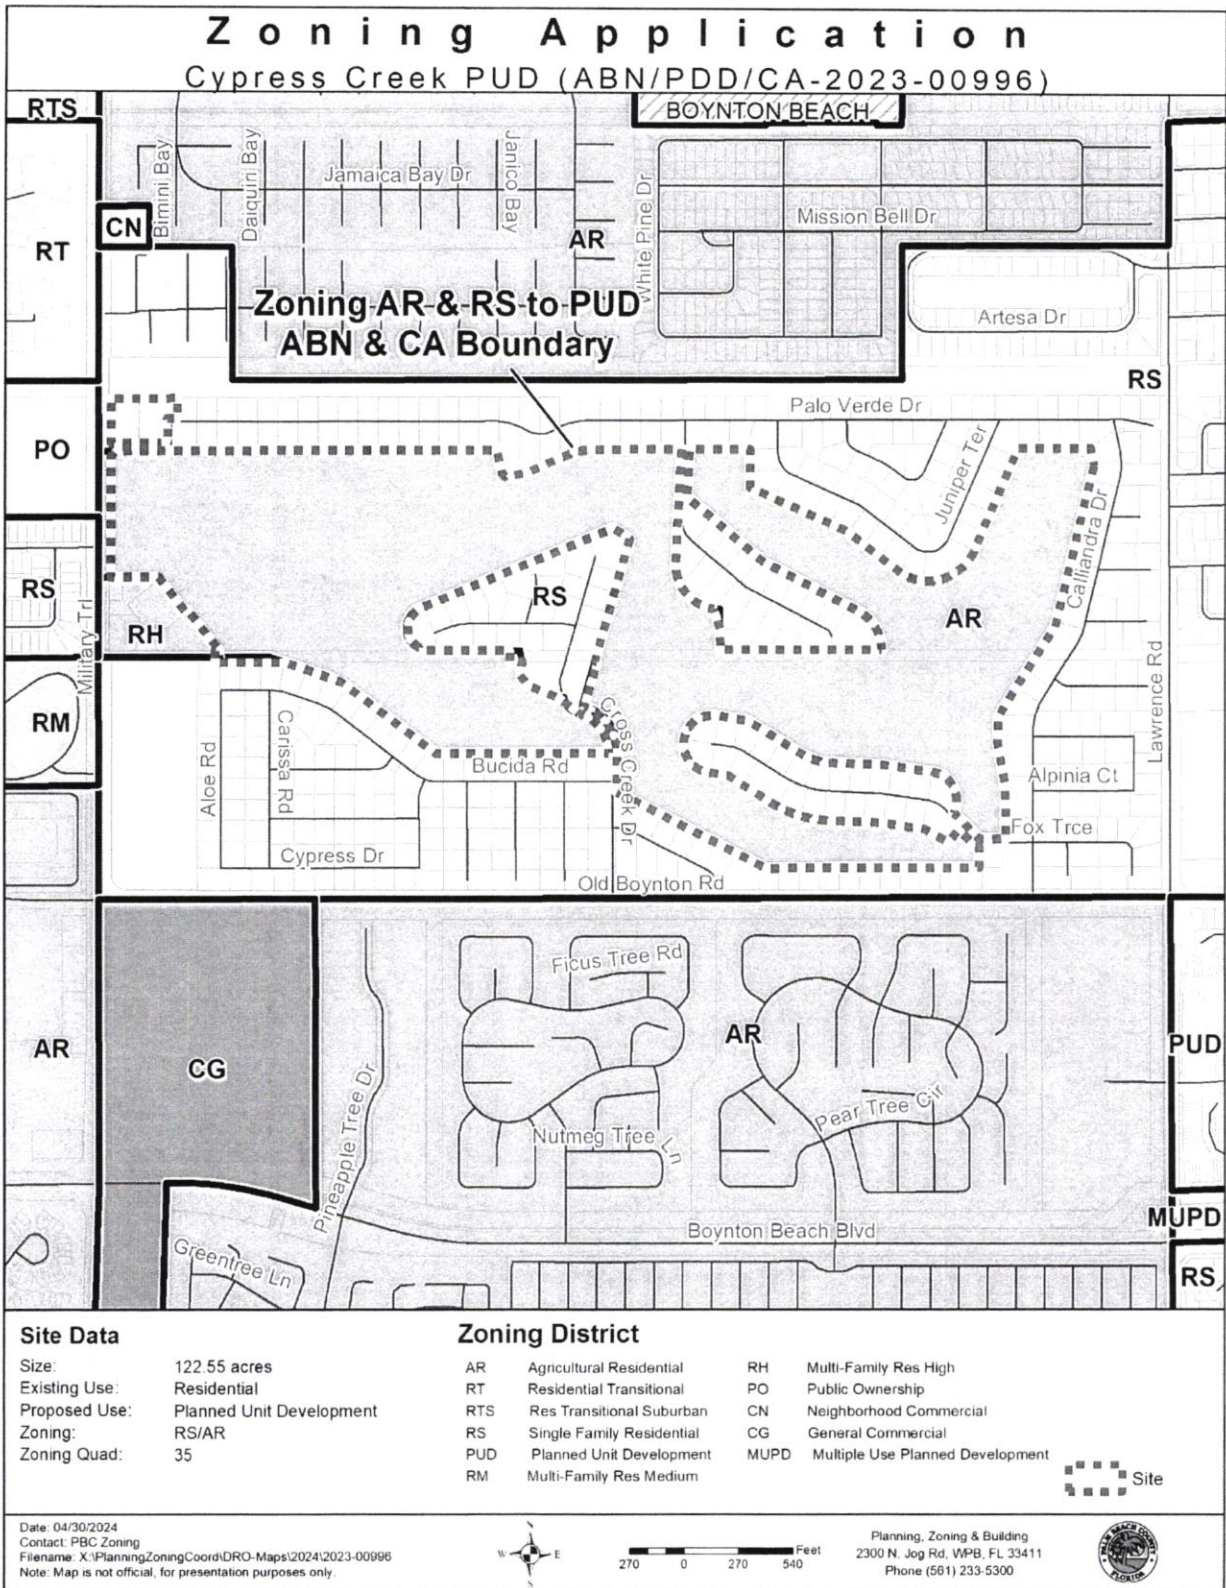 Zoning Application
Cypress Creek PUD (ABN/PDD/CA-2023-00996)
RTS
BOYNTON BEACH
Bimini Bay
Daiquiri Bay
Jamaica Bay Dr
Janico Bay
White Pine Dr
Mission Bell Dr
CN
RT
AR
Zoning AR & RS to PUD
ABN & CA Boundary
Artesa Dr
RS
Palo Verde Dr
PO
Juniper Ter
Calliandra Dr
RS
RS
AR
RH
Military Trl
Lawrence Rd
RM
Aloe Rd
Carissa Rd
Cross Creek Dr
Bucida Rd
Alpinia Ct
Fox Trce
Cypress Dr
Old Boynton Rd
Ficus Tree Rd
AR
AR
CG
PUD
Pineapple Tree Dr
Pear Tree Cir
Nutmeg Tree Ln
Boynton Beach Blvd
MUPD
Greentree Ln
RS
Site Data
Size: 122.55 acres
Existing Use: Residential
Proposed Use: Planned Unit Development
Zoning: RS/AR
Zoning Quad: 35
Zoning District
AR Agricultural Residential
RT Residential Transitional
RTS Res Transitional Suburban
RS Single Family Residential
PUD Planned Unit Development
RM Multi-Family Res Medium
RH Multi-Family Res High
PO Public Ownership
CN Neighborhood Commercial
CG General Commercial
MUPD Multiple Use Planned Development
Site
Date: 04/30/2024
Contact: PBC Zoning
Filename: X:\PlanningZoningCoord\DRO-Maps\2024\2023-00996
Note: Map is not official, for presentation purposes only.
N
W E
S
Feet
270 0 270 540
Planning, Zoning & Building
2300 N. Jog Rd, WPB, FL 33411
Phone (561) 233-5300
PALM BEACH COUNTY
FLORIDA